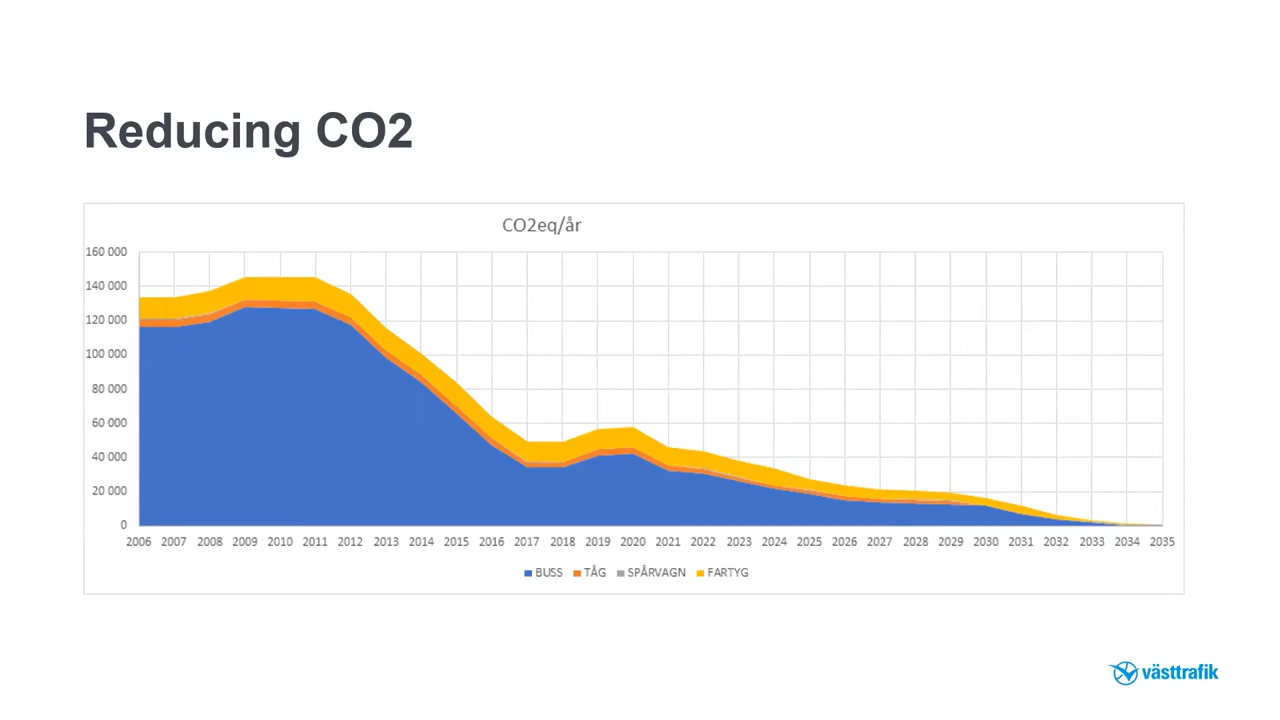 Reducing CO2
CO2eq/år
160 000
140 000
120 000
100 000
80 000
60 000
40 000
20 000
0
2006 2007 2008 2009 2010 2011 2012 2013 2014 2015 2016 2017 2018 2019 2020 2021 2022 2023 2024 2025 2026 2027 2028 2029 2030 2031 2032 2033 2034 2035
BUSS TÅG SPÅRVAGN FARTYG
västtrafik